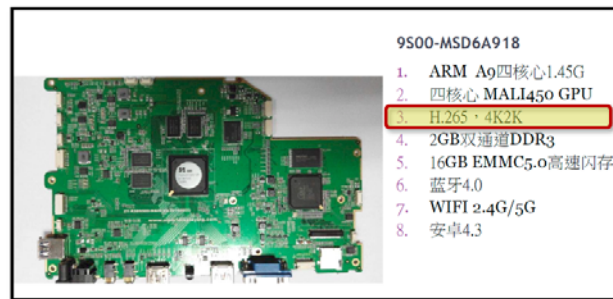 9S00-MSD6A918
1. ARM A9四核心1.45G
2. 四核心 MALI450 GPU
3. H.265，4K2K
4. 2GB双通道DDR3
5. 16GB EMMC5.0高速闪存
6. 蓝牙4.0
7. WIFI 2.4G/5G
8. 安卓4.3